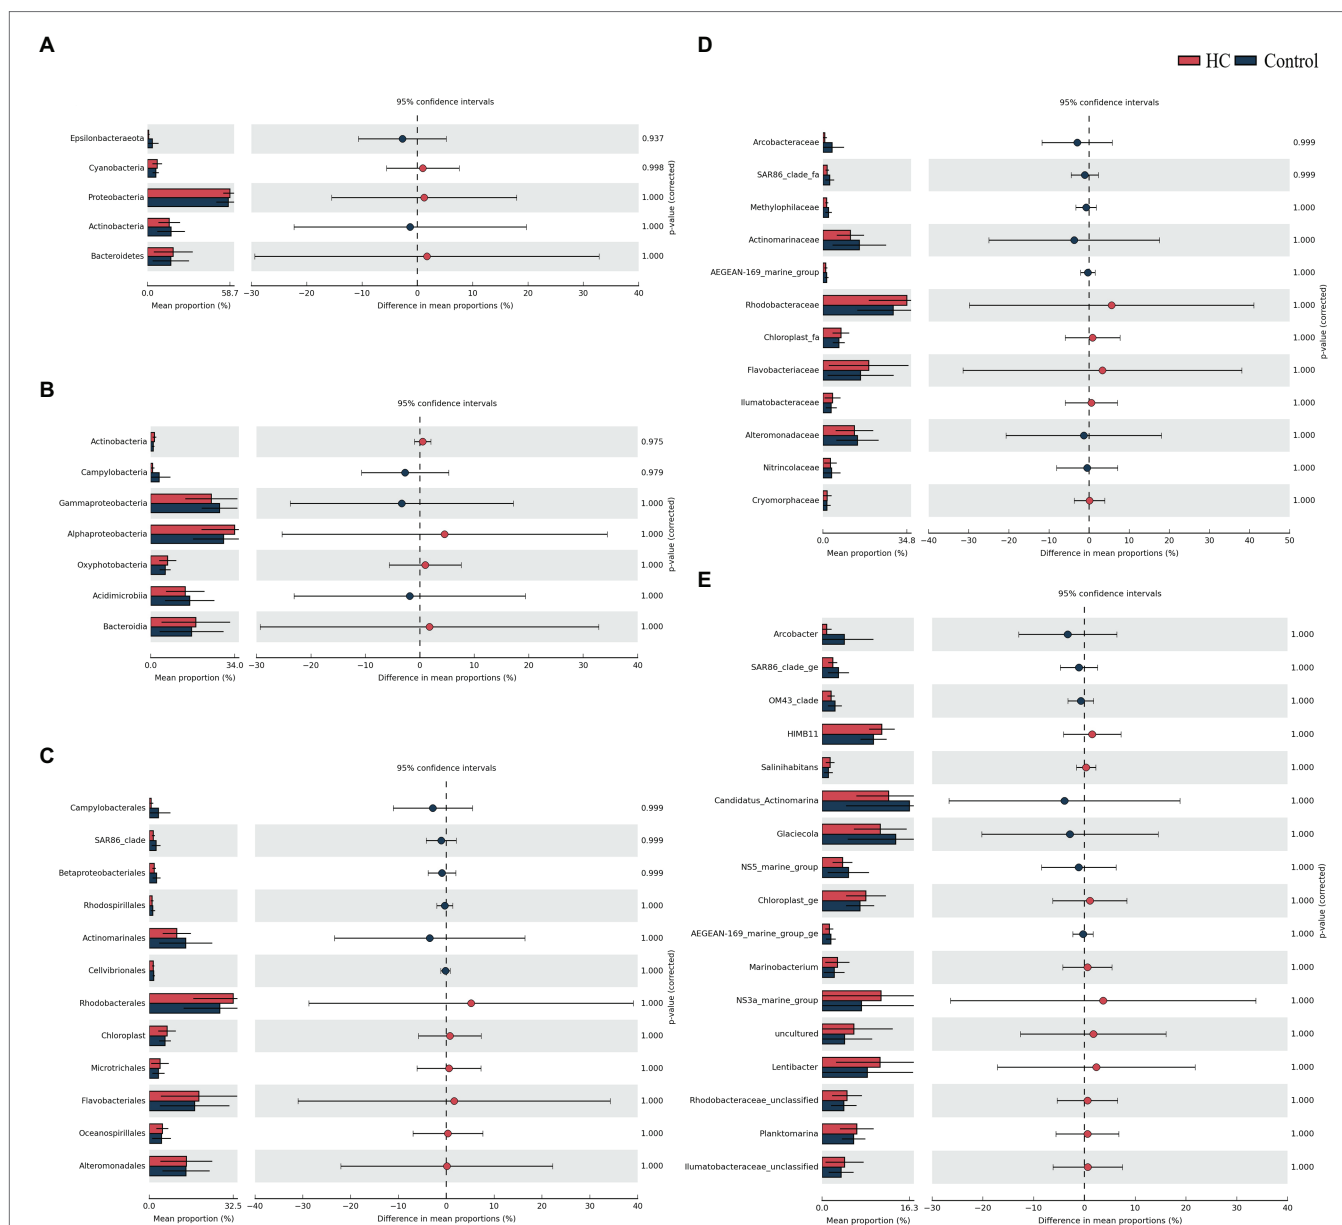 A
95% confidence intervals
Epsilonbacteraeota 0.937
Cyanobacteria 0.998
Proteobacteria 1.000
Actinobacteria 1.000
Bacteroidetes 1.000
p-value (corrected)
0.0 58.7 −30 −20 −10 0 10 20 30 40
Mean proportion (%) Difference in mean proportions (%)
B
95% confidence intervals
Actinobacteria 0.975
Campylobacteria 0.979
Gammaproteobacteria 1.000
Alphaproteobacteria 1.000
Oxyphotobacteria 1.000
Acidimicrobiia 1.000
Bacteroidia 1.000
p-value (corrected)
0.0 34.0 −30 −20 −10 0 10 20 30 40
Mean proportion (%) Difference in mean proportions (%)
C
95% confidence intervals
Campylobacterales 0.999
SAR86_clade 0.999
Betaproteobacteriales 0.999
Rhodospirillales 1.000
Actinomarinales 1.000
Cellvibrionales 1.000
Rhodobacterales 1.000
Chloroplast 1.000
Microtrichales 1.000
Flavobacteriales 1.000
Oceanospirillales 1.000
Alteromonadales 1.000
p-value (corrected)
0.0 32.5 −40 −30 −20 −10 0 10 20 30 40
Mean proportion (%) Difference in mean proportions (%)
D
HC Control
95% confidence intervals
Arcobacteraceae 0.999
SAR86_clade_fa 0.999
Methylophilaceae 1.000
Actinomarinaceae 1.000
AEGEAN-169_marine_group 1.000
Rhodobacteraceae 1.000
Chloroplast_fa 1.000
Flavobacteriaceae 1.000
Ilumatobacteraceae 1.000
Alteromonadaceae 1.000
Nitrincolaceae 1.000
Cryomorphaceae 1.000
p-value (corrected)
0.0 34.8 −40 −30 −20 −10 0 10 20 30 40 50
Mean proportion (%) Difference in mean proportions (%)
E
95% confidence intervals
Arcobacter 1.000
SAR86_clade_ge 1.000
OM43_clade 1.000
HIMB11 1.000
Salinihabitans 1.000
Candidatus_Actinomarina 1.000
Glaciecola 1.000
NS5_marine_group 1.000
Chloroplast_ge 1.000
AEGEAN-169_marine_group_ge 1.000
Marinobacterium 1.000
NS3a_marine_group 1.000
uncultured 1.000
Lentibacter 1.000
Rhodobacteraceae_unclassified 1.000
Planktomarina 1.000
Ilumatobacteraceae_unclassified 1.000
p-value (corrected)
0.0 16.3 −30 −20 −10 0 10 20 30 40
Mean proportion (%) Difference in mean proportions (%)